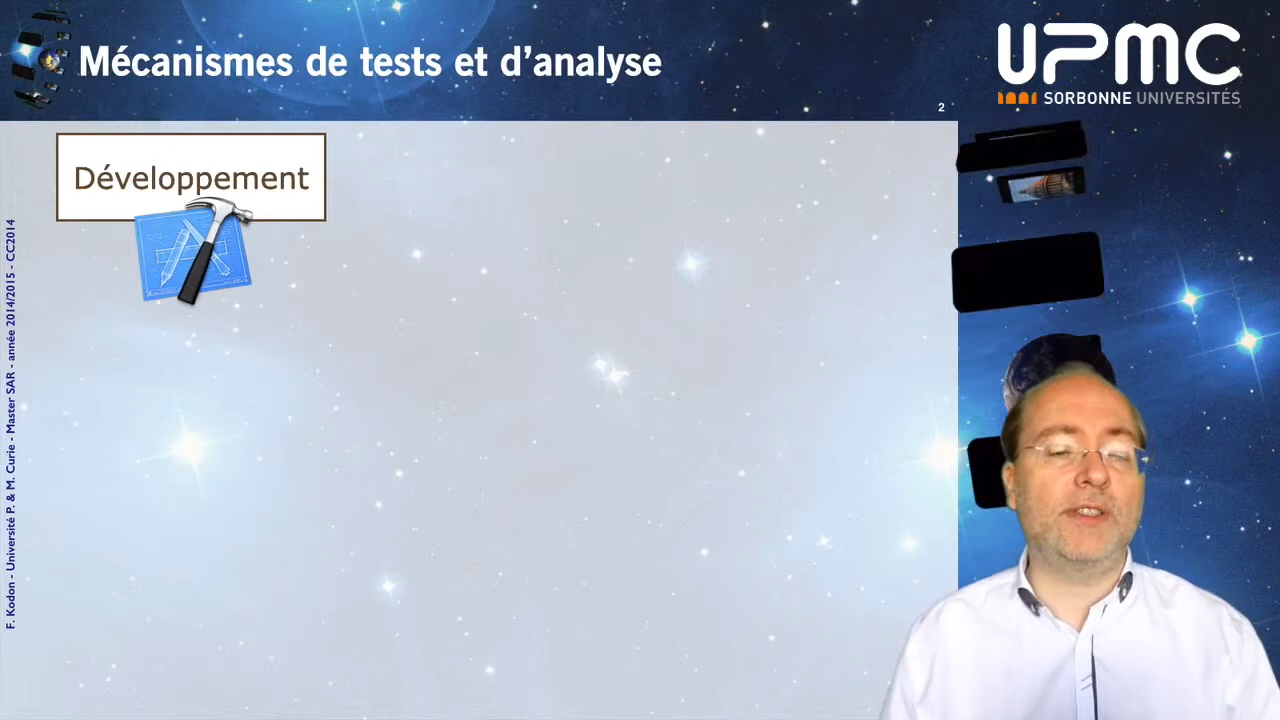 Mécanismes de tests et d'analyse
UPMC
SORBONNE UNIVERSITÉS
2
Développement
F. Kodon - Université P. & M. Curie - Master SAR - année 2014/2015 - CC2014